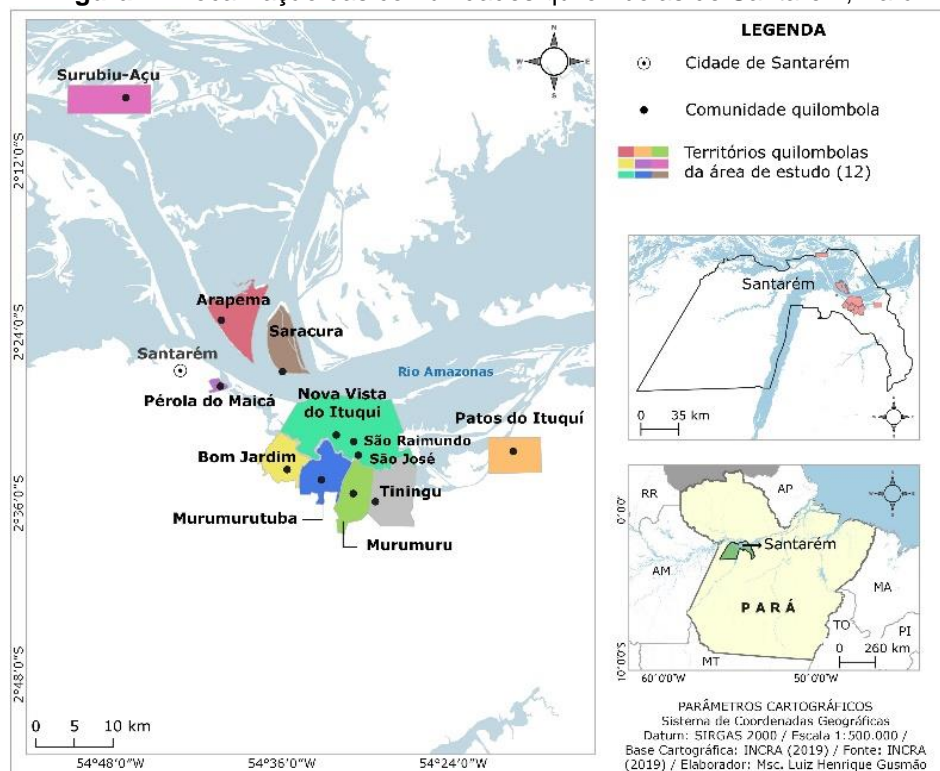 Surubiu-Açu
Arapema
Saracura
Santarém
Pérola do Maicá
Rio Amazonas
Nova Vista
do Ituqui
São Raimundo
São José
Patos do Ituquí
Bom Jardim
Tiningu
Murumurutuba
Murumuru
N
W
E
S
2°12'0"S
2°24'0"S
2°36'0"S
2°48'0"S
0 5 10 km
54°48'0"W
54°36'0"W
54°24'0"W
LEGENDA
Cidade de Santarém
Comunidade quilombola
Territórios quilombolas
da área de estudo (12)
Santarém
0 35 km
RR
AP
AM
Santarém
PARÁ
MA
TO
PI
MT
0 260 km
0°0'0"
10°0'0"S
60°0'0"W
50°0'0"W
PARÂMETROS CARTOGRÁFICOS
Sistema de Coordenadas Geográficas
Datum: SIRGAS 2000 / Escala 1:500.000 /
Base Cartográfica: INCRA (2019) / Fonte: INCRA
(2019) / Elaborador: Msc. Luiz Henrique Gusmão